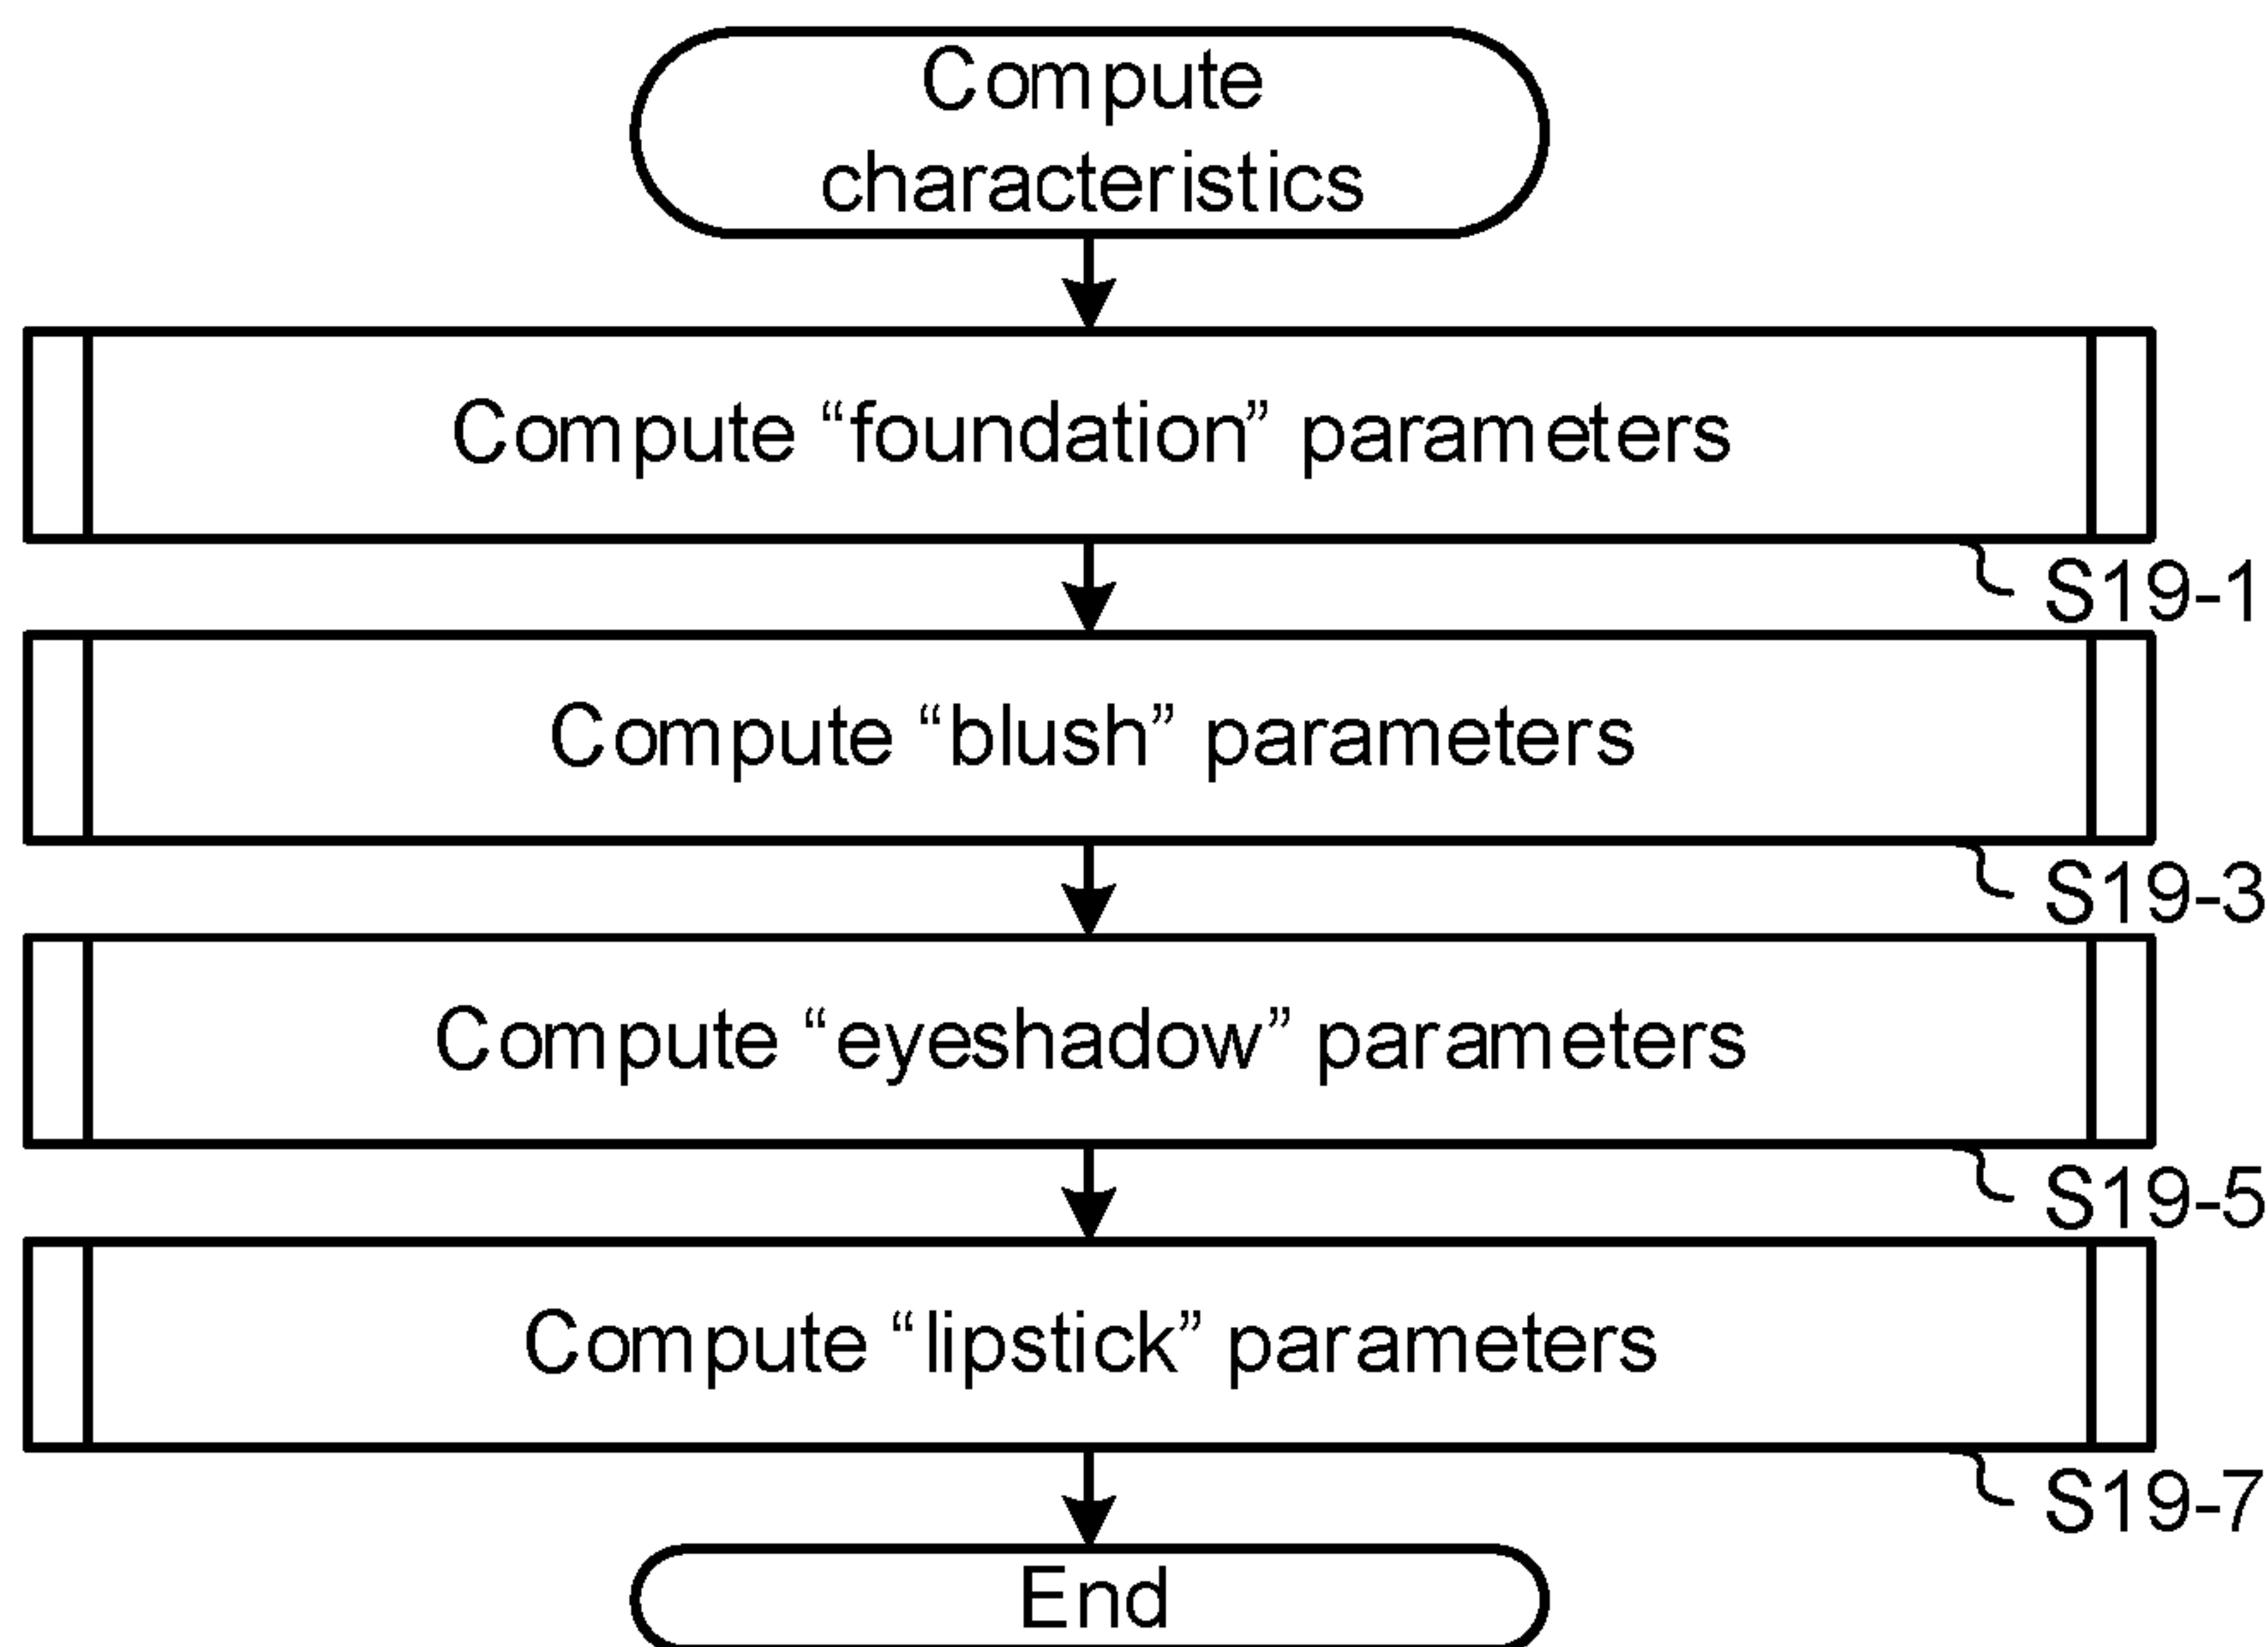 Compute
characteristics
Compute “foundation” parameters
S19-1
Compute “blush” parameters
S19-3
Compute “eyeshadow” parameters
S19-5
Compute “lipstick” parameters
S19-7
End